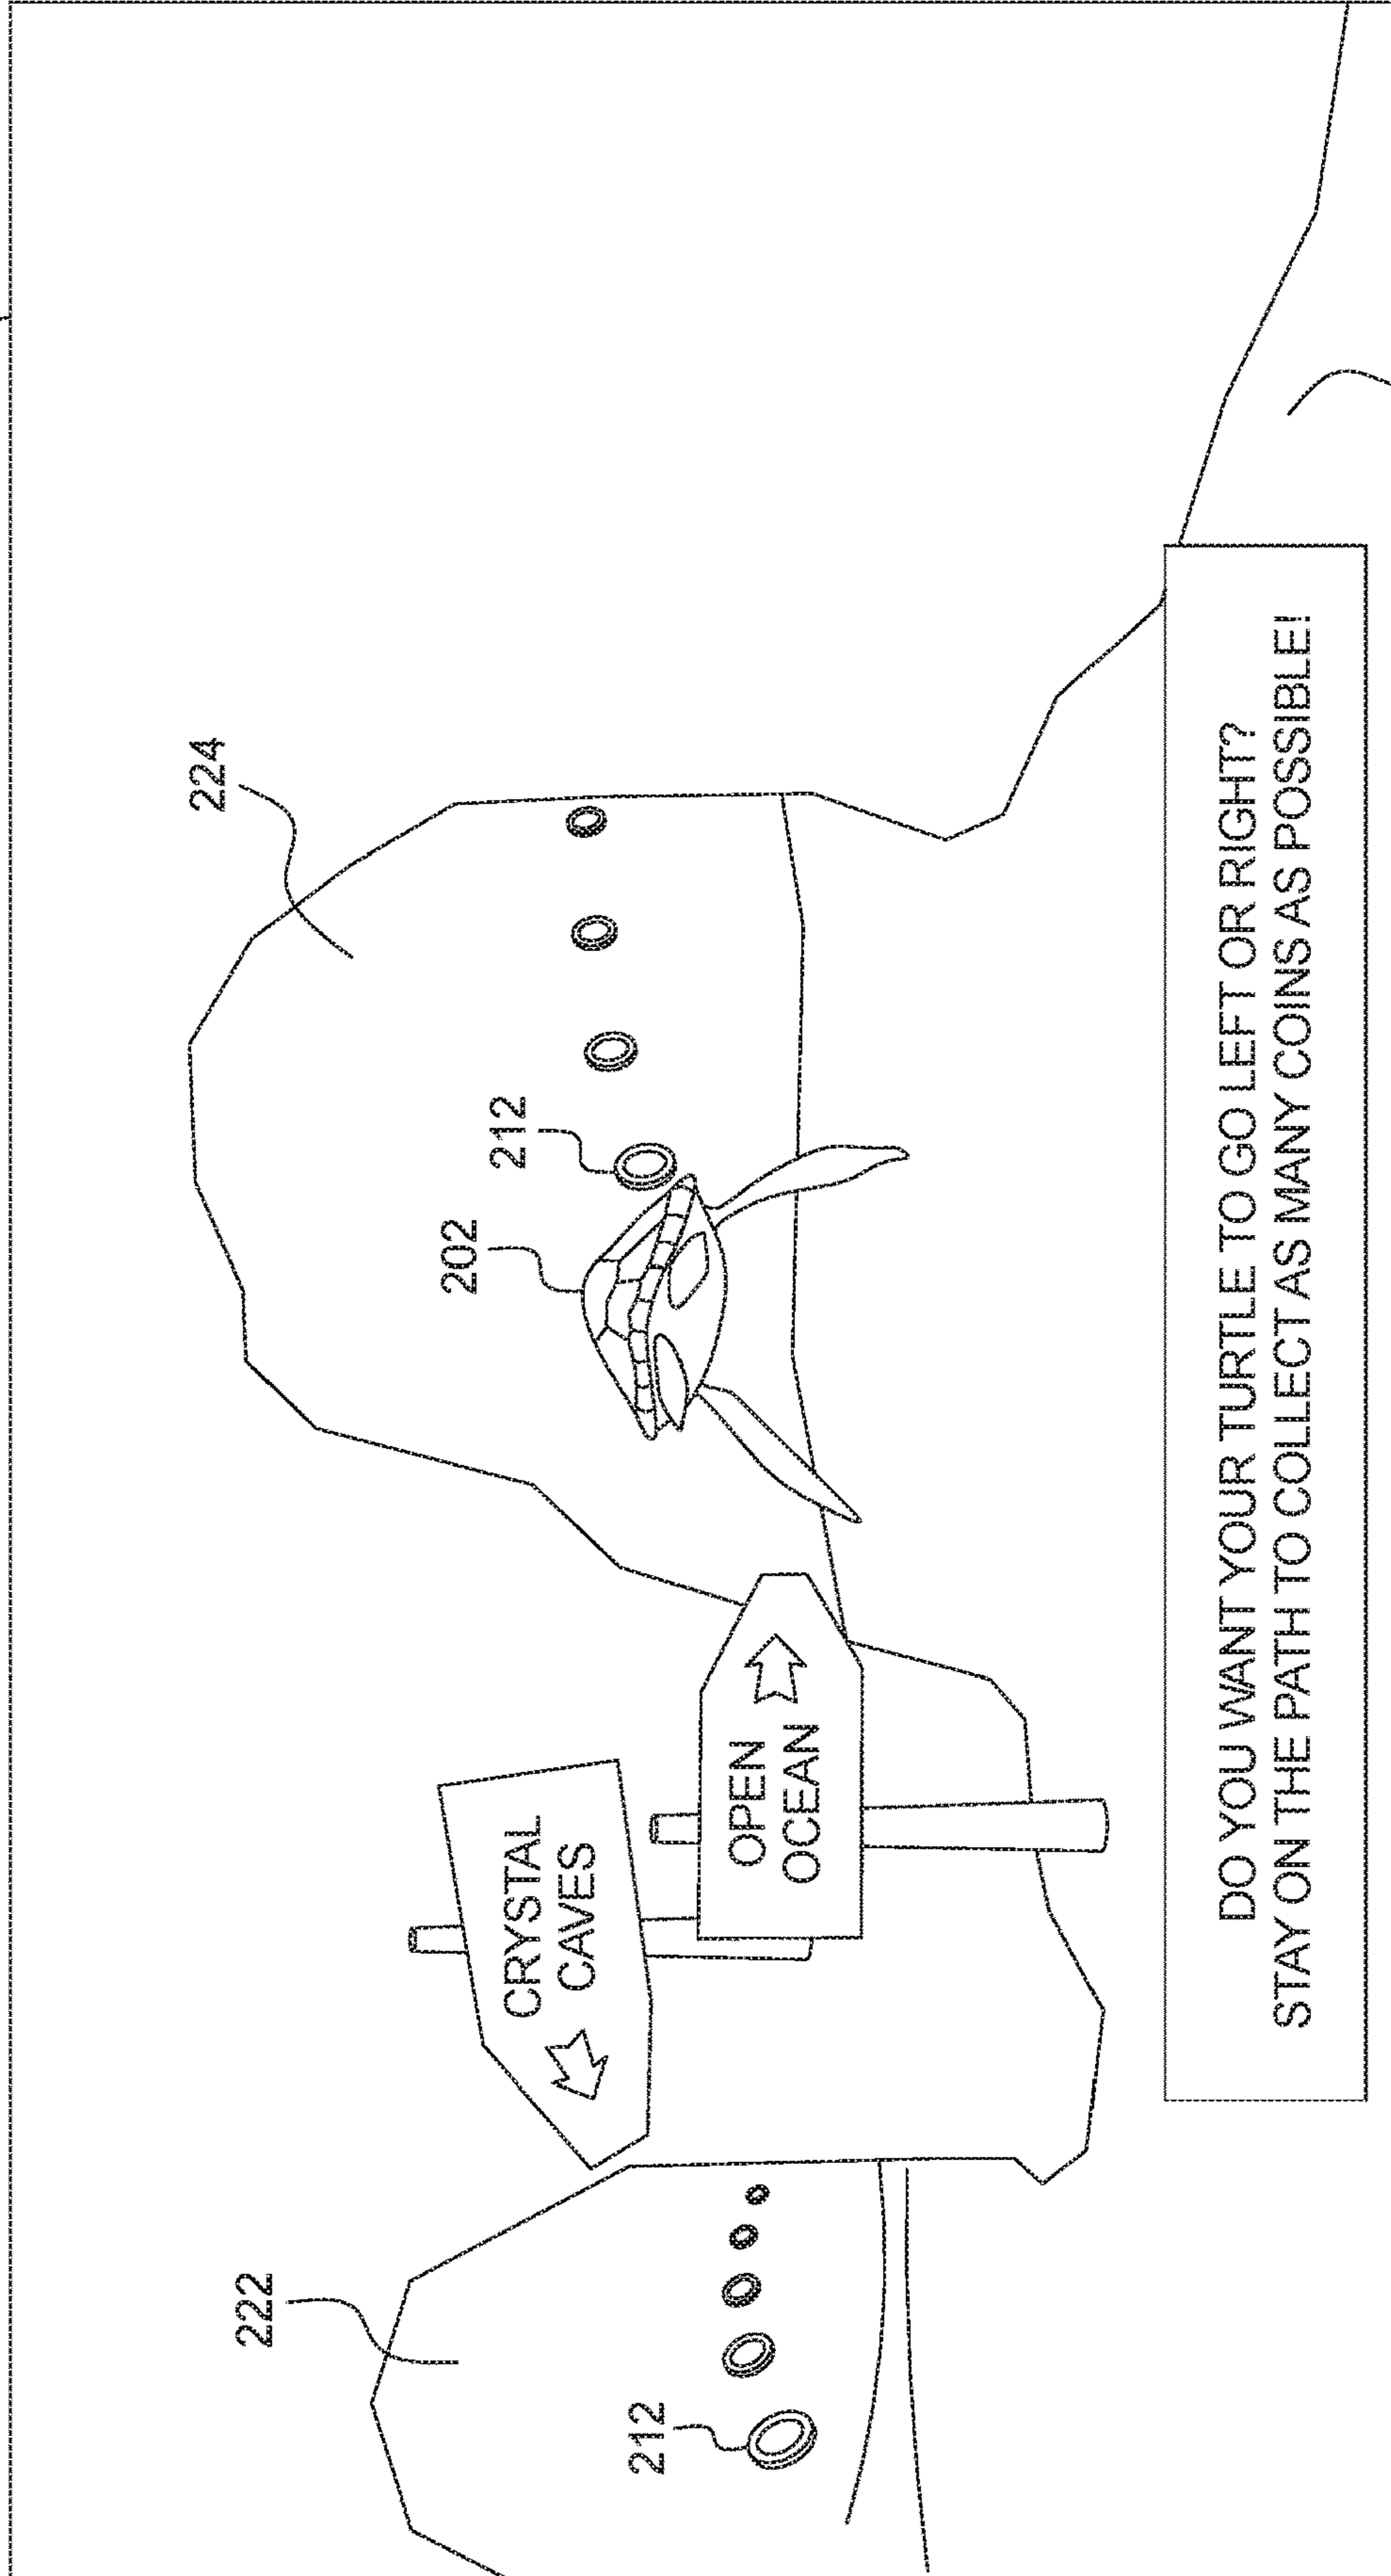 222
212
CRYSTAL
CAVES
OPEN
OCEAN
202
212
224
DO YOU WANT YOUR TURTLE TO GO LEFT OR RIGHT?
STAY ON THE PATH TO COLLECT AS MANY COINS AS POSSIBLE!